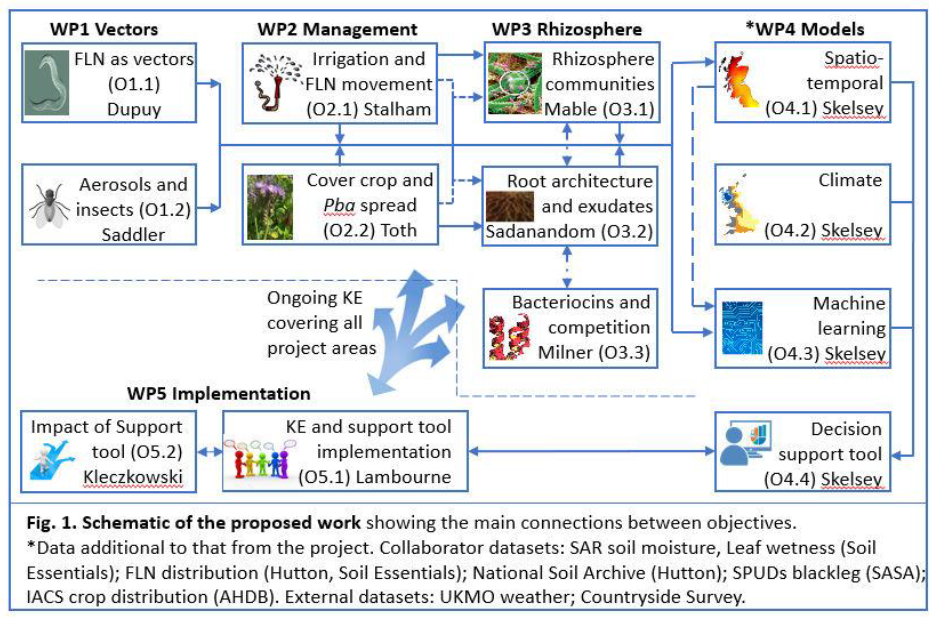 WP1 Vectors
WP2 Management
WP3 Rhizosphere
*WP4 Models
FLN as vectors
(O1.1)
Dupuy
Irrigation and
FLN movement
(O2.1) Stalham
Rhizosphere
communities
Mable (O3.1)
Spatio-
temporal
(O4.1) Skelsey
Aerosols and
insects (O1.2)
Saddler
Cover crop and
Pba spread
(O2.2) Toth
Root architecture
and exudates
Sadanandom (O3.2)
Climate
(O4.2) Skelsey
Ongoing KE
covering all
project areas
Bacteriocins and
competition
Milner (O3.3)
Machine
learning
(O4.3) Skelsey
WP5 Implementation
Impact of Support
tool (O5.2)
Kleczkowski
KE and support tool
implementation
(O5.1) Lambourne
Decision
support tool
(O4.4) Skelsey
Fig. 1. Schematic of the proposed work showing the main connections between objectives.
*Data additional to that from the project. Collaborator datasets: SAR soil moisture, Leaf wetness (Soil
Essentials); FLN distribution (Hutton, Soil Essentials); National Soil Archive (Hutton); SPUDs blackleg (SASA);
IACS crop distribution (AHDB). External datasets: UKMO weather; Countryside Survey.